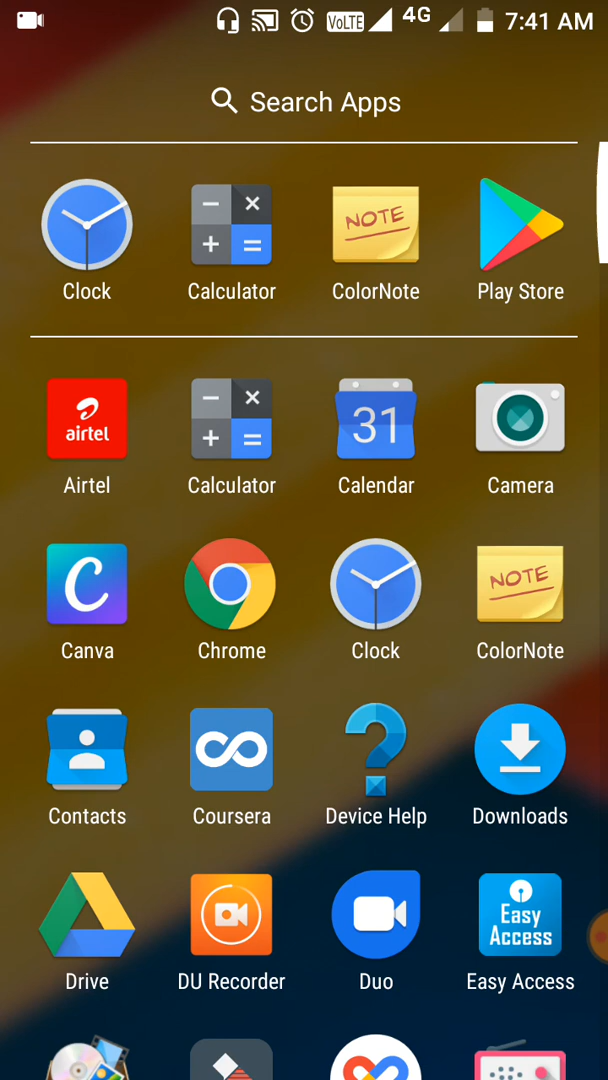 VoLTE 4G 7:41 AM
Search Apps
NOTE
Clock Calculator ColorNote Play Store
airtel 31
Airtel Calculator Calendar Camera
C NOTE
Canva Chrome Clock ColorNote
Contacts Coursera Device Help Downloads
Easy
Access
Drive DU Recorder Duo Easy Access